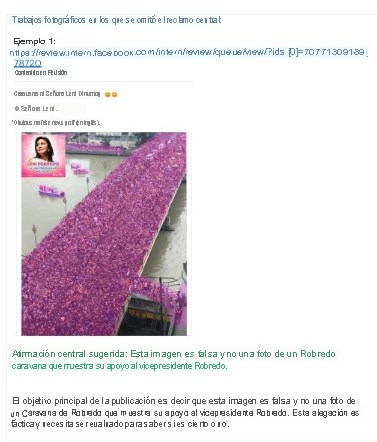 Trabajos fotográficos en los que se omitió el reclamo central:
Ejemplo 1:
https://review.intern.facebook.com/intern/review/queue/view/?ids[0]=70771309189
78720
Contenido en Revisión
Caravana ni Señora Leni Dinumog 😄😄
© Señora Leni.
LENI ROBREDO
Afirmación central sugerida: Esta imagen es falsa y no una foto de un Robredo
caravana que muestra su apoyo al vicepresidente Robredo.
El objetivo principal de la publicación es decir que esta imagen es falsa y no una foto de
un Caravana de Robredo que muestra su apoyo al vicepresidente Robredo. Esta alegación es
fáctica y necesita ser evaluado para saber si es cierto o no.